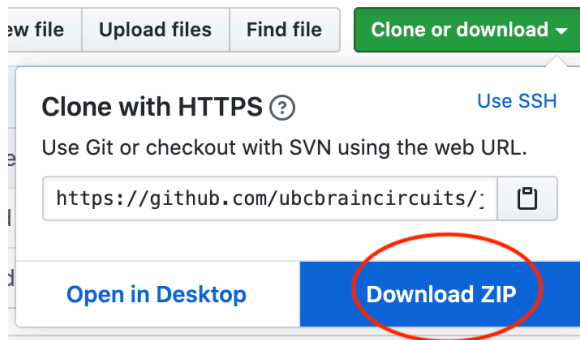 ew file Upload files Find file Clone or download
Clone with HTTPS ?
Use SSH
Use Git or checkout with SVN using the web URL.
https://github.com/ubcbraincircuits/
Open in Desktop Download ZIP